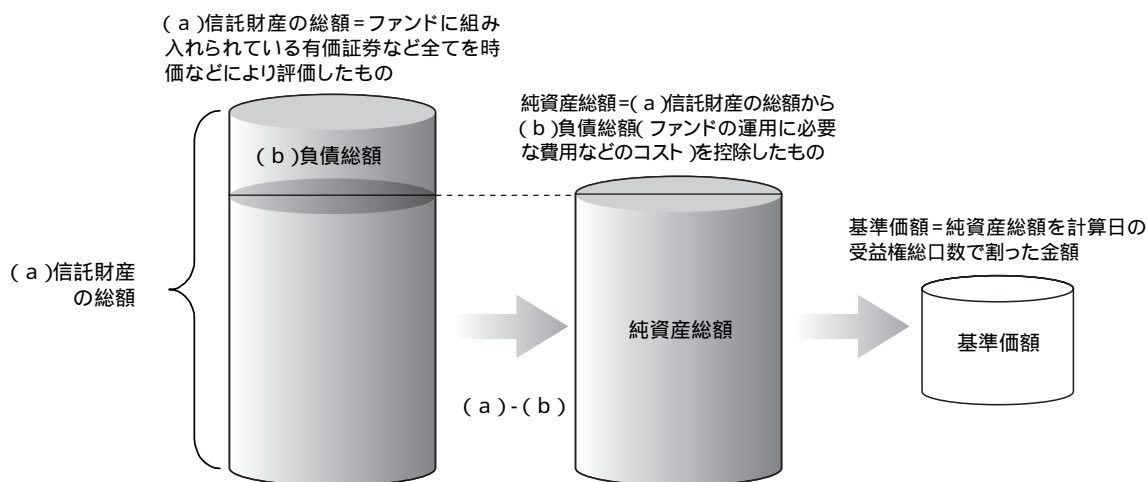 (a)信託財産の総額=ファンドに組み
入れられている有価証券など全てを時
価などにより評価したもの
純資産総額=(a)信託財産の総額から
(b)負債総額(ファンドの運用に必要
な費用などのコスト)を控除したもの
(b)負債総額
基準価額=純資産総額を計算日の
受益権総口数で割った金額
(a)信託財産
の総額
純資産総額
基準価額
(a)-(b)